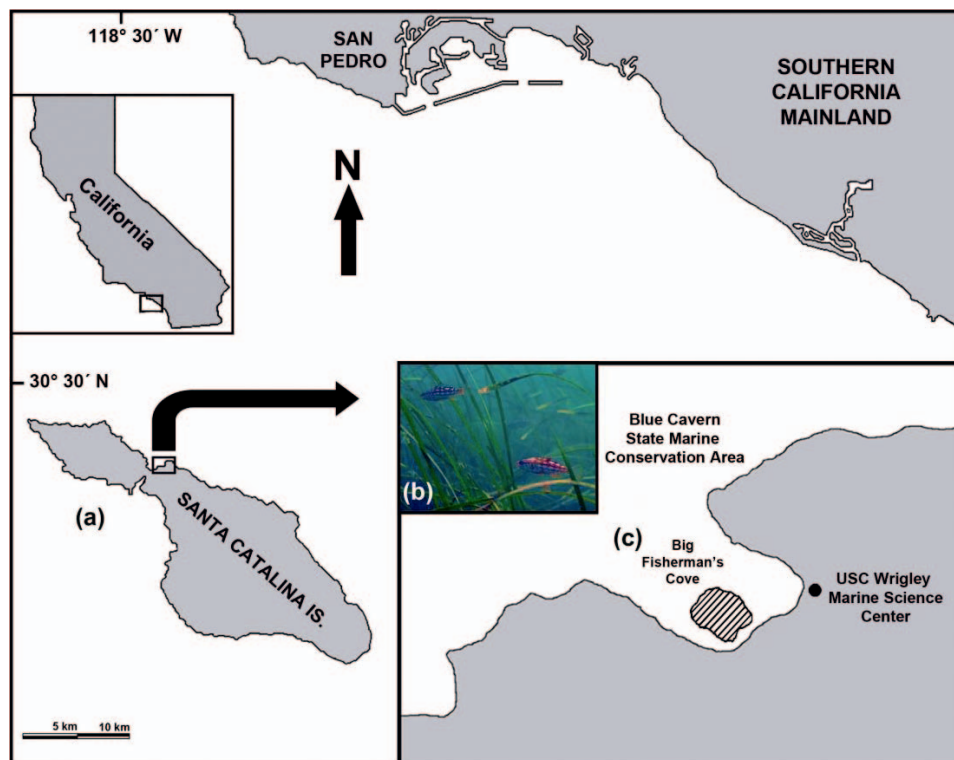 118° 30´ W
SAN
PEDRO
SOUTHERN
CALIFORNIA
MAINLAND
N
California
30° 30´ N
(a)
SANTA CATALINA IS.
5 km
10 km
(b)
Blue Cavern
State Marine
Conservation Area
(c)
Big
Fisherman's
Cove
USC Wrigley
Marine Science
Center